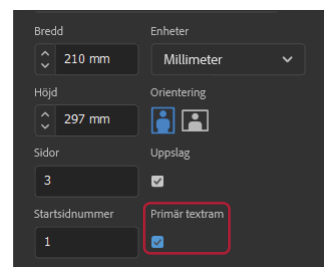 Bredd Enheter
210 mm Millimeter
Höjd Orientering
297 mm
Sidor Uppslag
3
Startsidnummer Primär textram
1